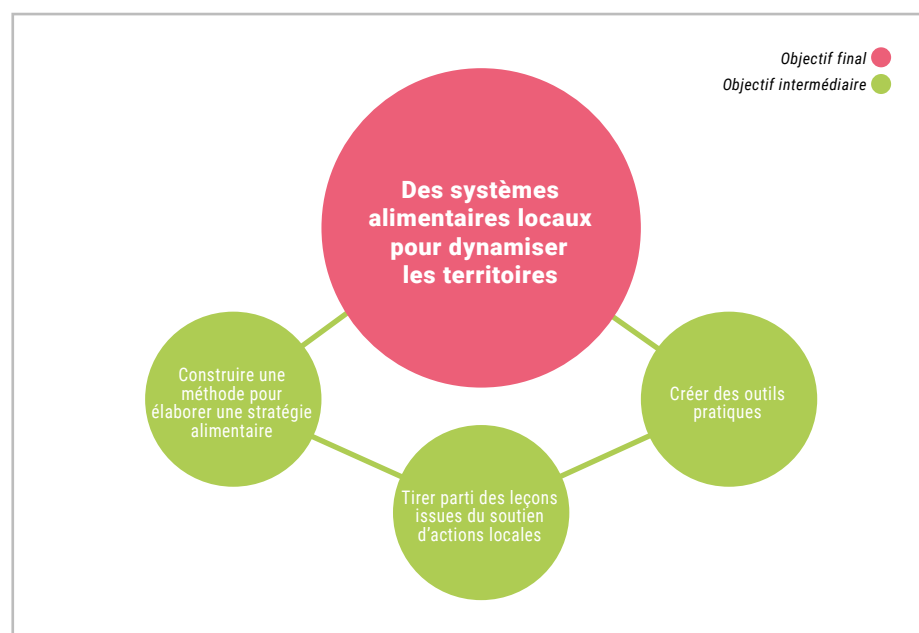 Objectif final
Objectif intermédiaire
Des systèmes
alimentaires locaux
pour dynamiser
les territoires
Construire une
méthode pour
élaborer une stratégie
alimentaire
Tirer parti des leçons
issues du soutien
d'actions locales
Créer des outils
pratiques